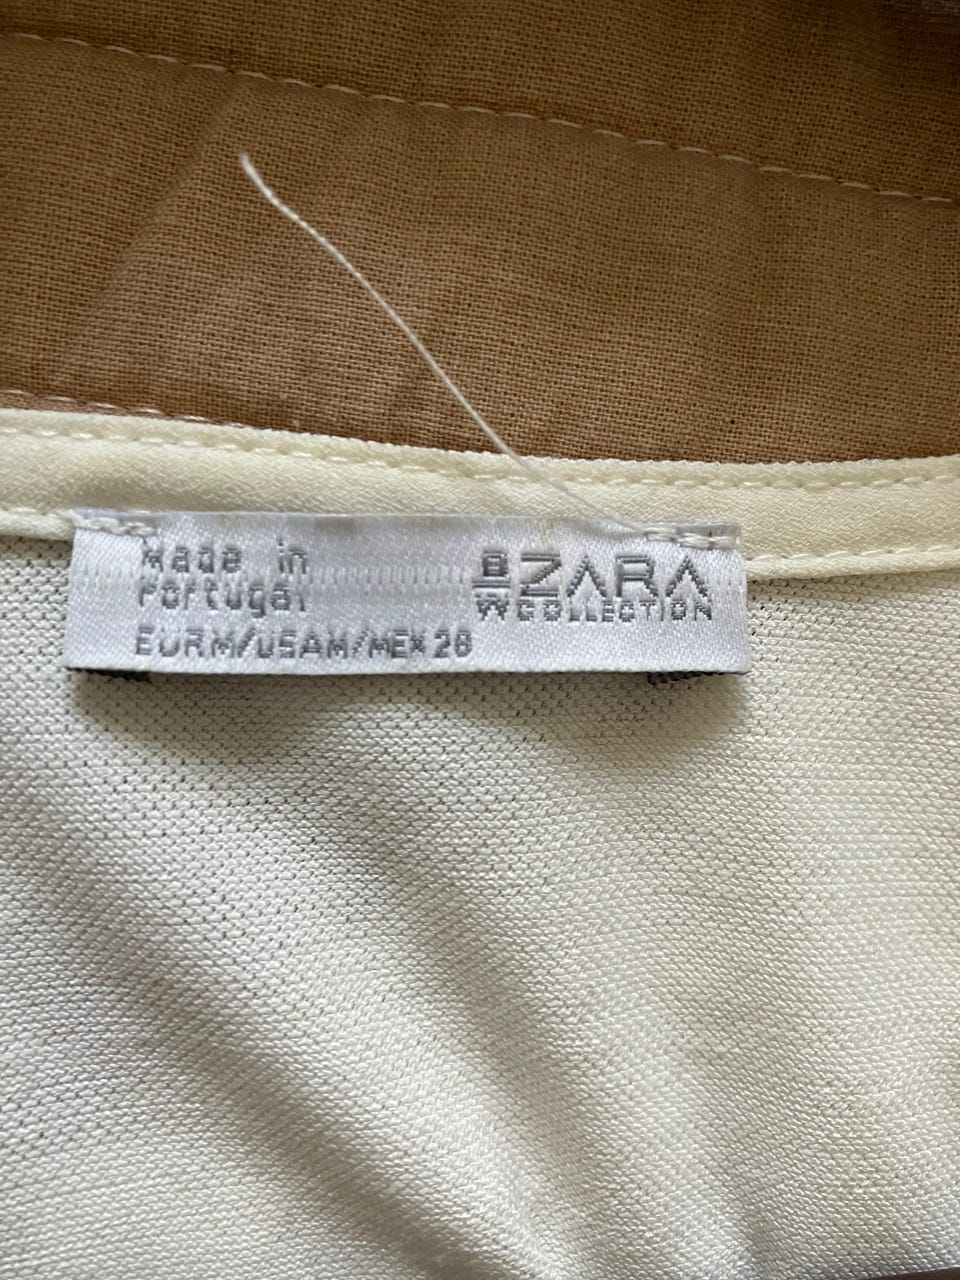 Made in
Portugal
EUR M/USA M/MEX 28
B/W ZARA
COLLECTION